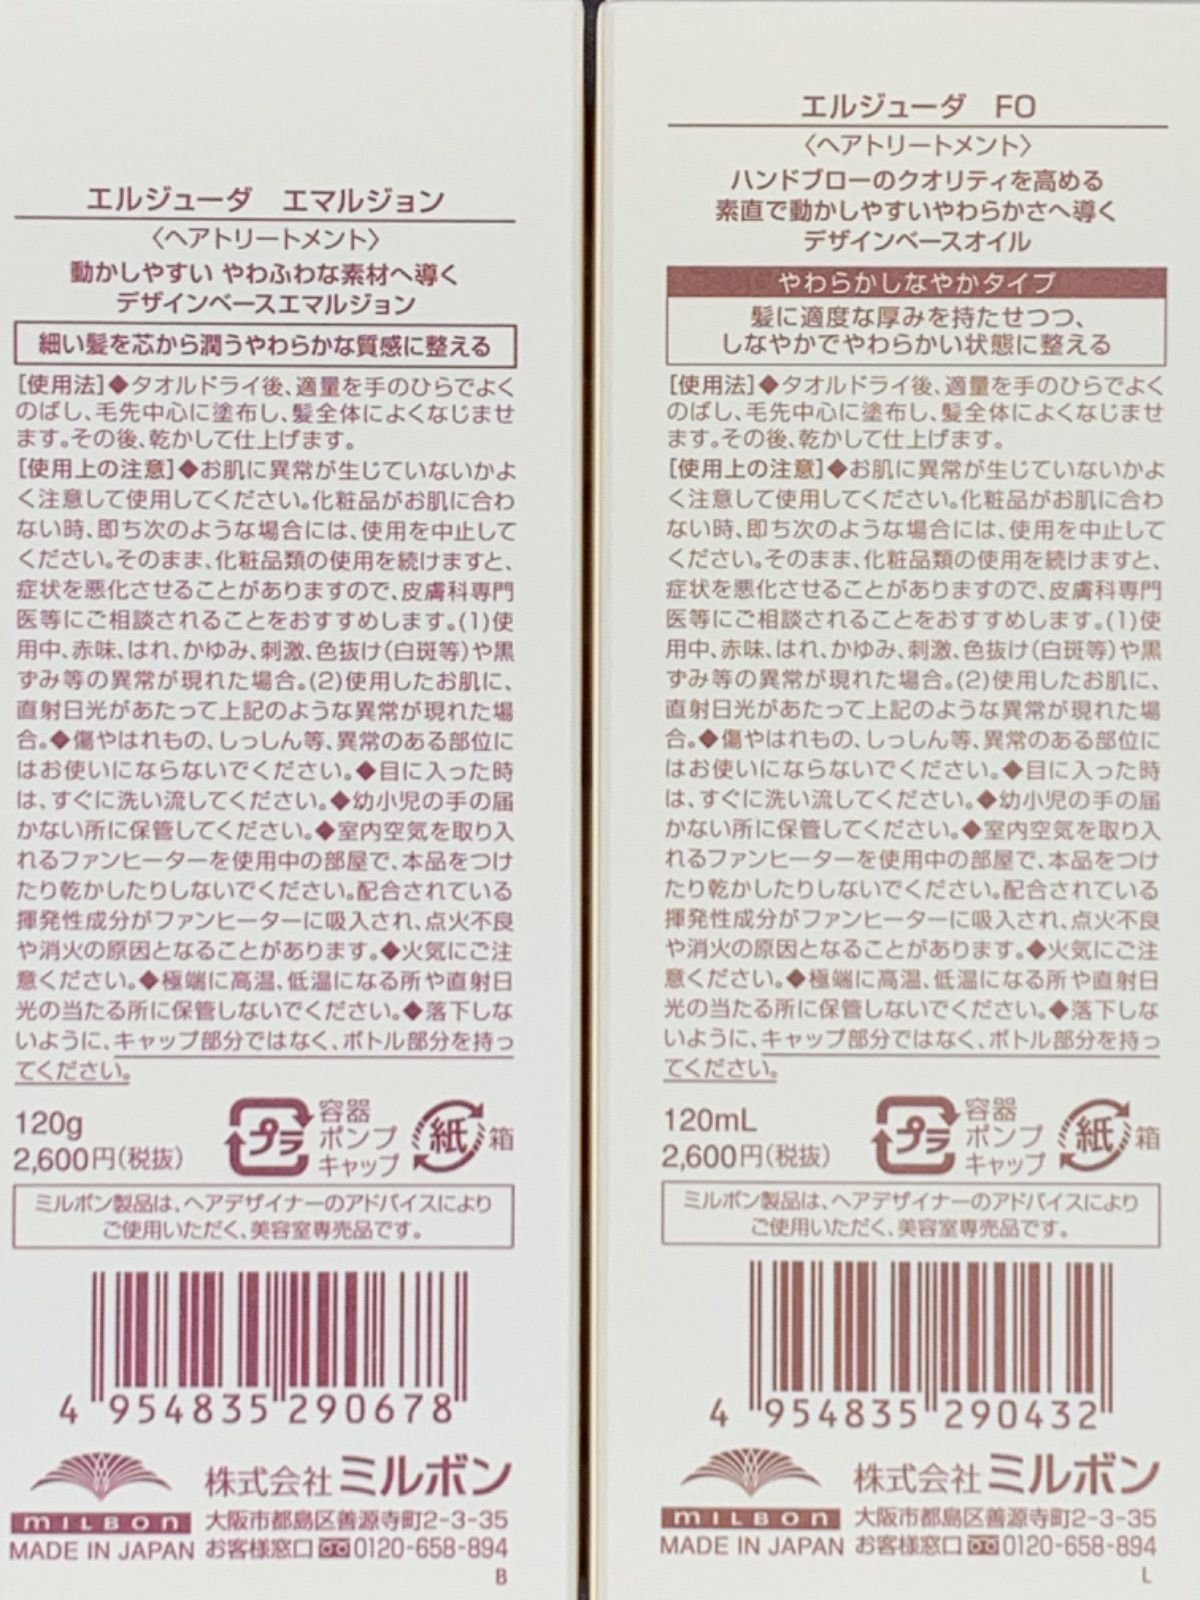 エルジューダ エマルジョン
〈ヘアトリートメント〉
動かしやすい やわふわな素材へ導く
デザインベースエマルジョン
細い髪を芯から潤うやわらかな質感に整える
[使用法]◆タオルドライ後、適量を手のひらでよく
のばし、毛先中心に塗布し、髪全体によくなじませ
ます。その後、乾かして仕上げます。
[使用上の注意]◆お肌に異常が生じていないかよ
く注意して使用してください。化粧品がお肌に合わ
ない時、即ち次のような場合には、使用を中止して
ください。そのまま、化粧品類の使用を続けますと、
症状を悪化させることがありますので、皮膚科専門
医等にご相談されることをおすすめします。(1)使
用中、赤味、はれ、かゆみ、刺激、色抜け(白斑等)や黒
ずみ等の異常が現れた場合。(2)使用したお肌に、
直射日光があたって上記のような異常が現れた場
合。◆傷やはれもの、しっしん等、異常のある部位に
はお使いにならないでください。◆目に入った時
は、すぐに洗い流してください。◆幼小児の手の届
かない所に保管してください。◆室内空気を取り入
れるファンヒーターを使用中の部屋で、本品をつけ
たり乾かしたりしないでください。配合されている
揮発性成分がファンヒーターに吸入され、点火不良
や消火の原因となることがあります。◆火気にご注
意ください。◆極端に高温、低温になる所や直射日
光の当たる所に保管しないでください。◆落下しな
いように、キャップ部分ではなく、ボトル部分を持っ
てください。
120g
2,600円(税抜)
プラ
容器
ポンプ
キャップ
紙
箱
ミルボン製品は、ヘアデザイナーのアドバイスにより
ご使用いただく、美容室専売品です。
4 954835 290678
株式会社ミルボン
MILBON 大阪市都島区善源寺町2-3-35
MADE IN JAPAN お客様窓口 0120-658-894
B
エルジューダ FO
〈ヘアトリートメント〉
ハンドブローのクオリティを高める
素直で動かしやすいやわらかさへ導く
デザインベースオイル
やわらかしなやかタイプ
髪に適度な厚みを持たせつつ、
しなやかでやわらかい状態に整える
[使用法]◆タオルドライ後、適量を手のひらでよく
のばし、毛先中心に塗布し、髪全体によくなじませ
ます。その後、乾かして仕上げます。
[使用上の注意]◆お肌に異常が生じていないかよ
く注意して使用してください。化粧品がお肌に合わ
ない時、即ち次のような場合には、使用を中止して
ください。そのまま、化粧品類の使用を続けますと、
症状を悪化させることがありますので、皮膚科専門
医等にご相談されることをおすすめします。(1)使
用中、赤味、はれ、かゆみ、刺激、色抜け(白斑等)や黒
ずみ等の異常が現れた場合。(2)使用したお肌に、
直射日光があたって上記のような異常が現れた場
合。◆傷やはれもの、しっしん等、異常のある部位に
はお使いにならないでください。◆目に入った時
は、すぐに洗い流してください。◆幼小児の手の届
かない所に保管してください。◆室内空気を取り入
れるファンヒーターを使用中の部屋で、本品をつけ
たり乾かしたりしないでください。配合されている
揮発性成分がファンヒーターに吸入され、点火不良
や消火の原因となることがあります。◆火気にご注
意ください。◆極端に高温、低温になる所や直射日
光の当たる所に保管しないでください。◆落下しな
いように、キャップ部分ではなく、ボトル部分を持っ
てください。
120mL
2,600円(税抜)
プラ
容器
ポンプ
キャップ
紙
箱
ミルボン製品は、ヘアデザイナーのアドバイスにより
ご使用いただく、美容室専売品です。
4 954835 290432
株式会社ミルボン
MILBON 大阪市都島区善源寺町2-3-35
MADE IN JAPAN お客様窓口 0120-658-894
L